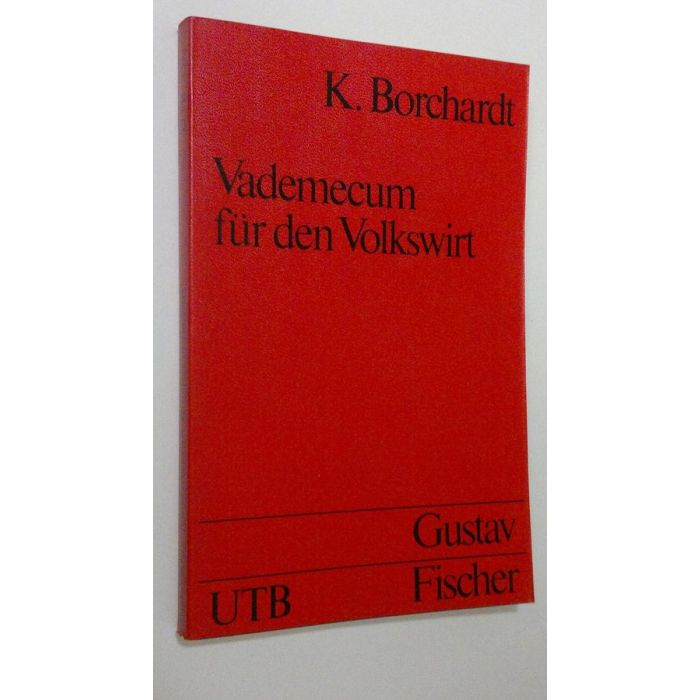 K. Borchardt
Vademecum
für den Volkswirt
Gustav
Fischer
UTB